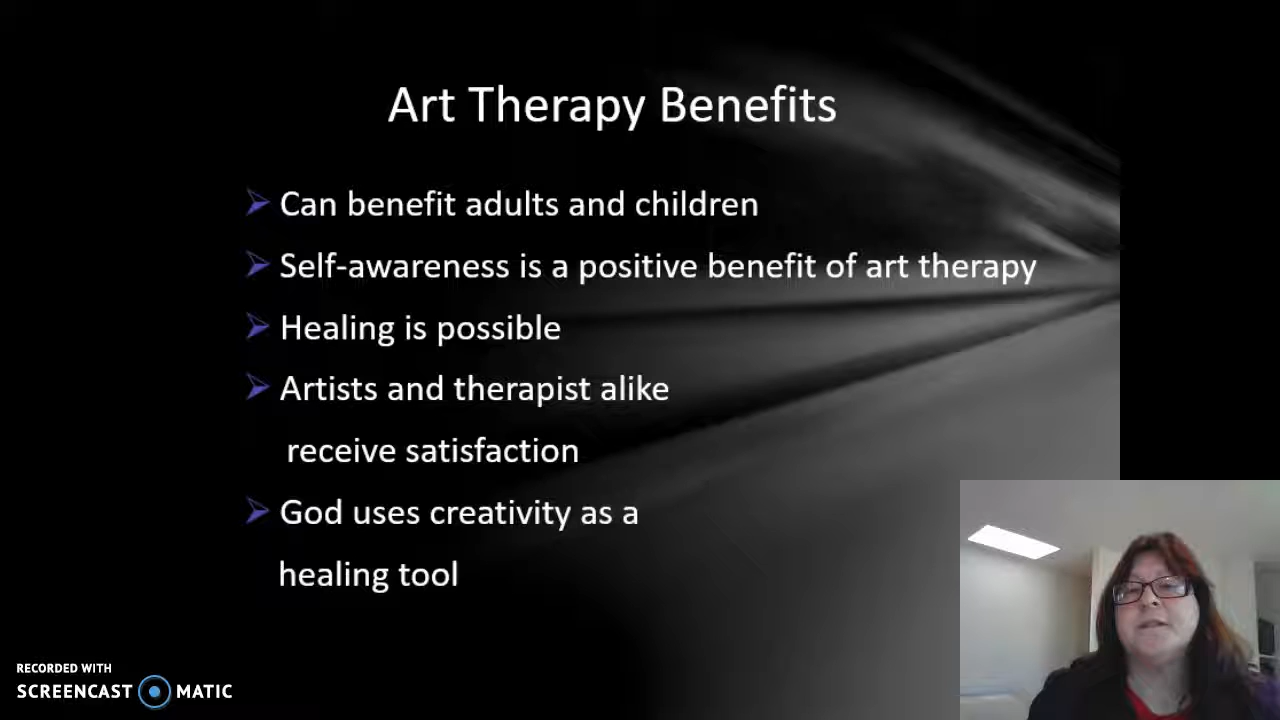 Art Therapy Benefits
Can benefit adults and children
Self-awareness is a positive benefit of art therapy
Healing is possible
Artists and therapist alike
receive satisfaction
God uses creativity as a
healing tool
RECORDED WITH
SCREENCAST MATIC